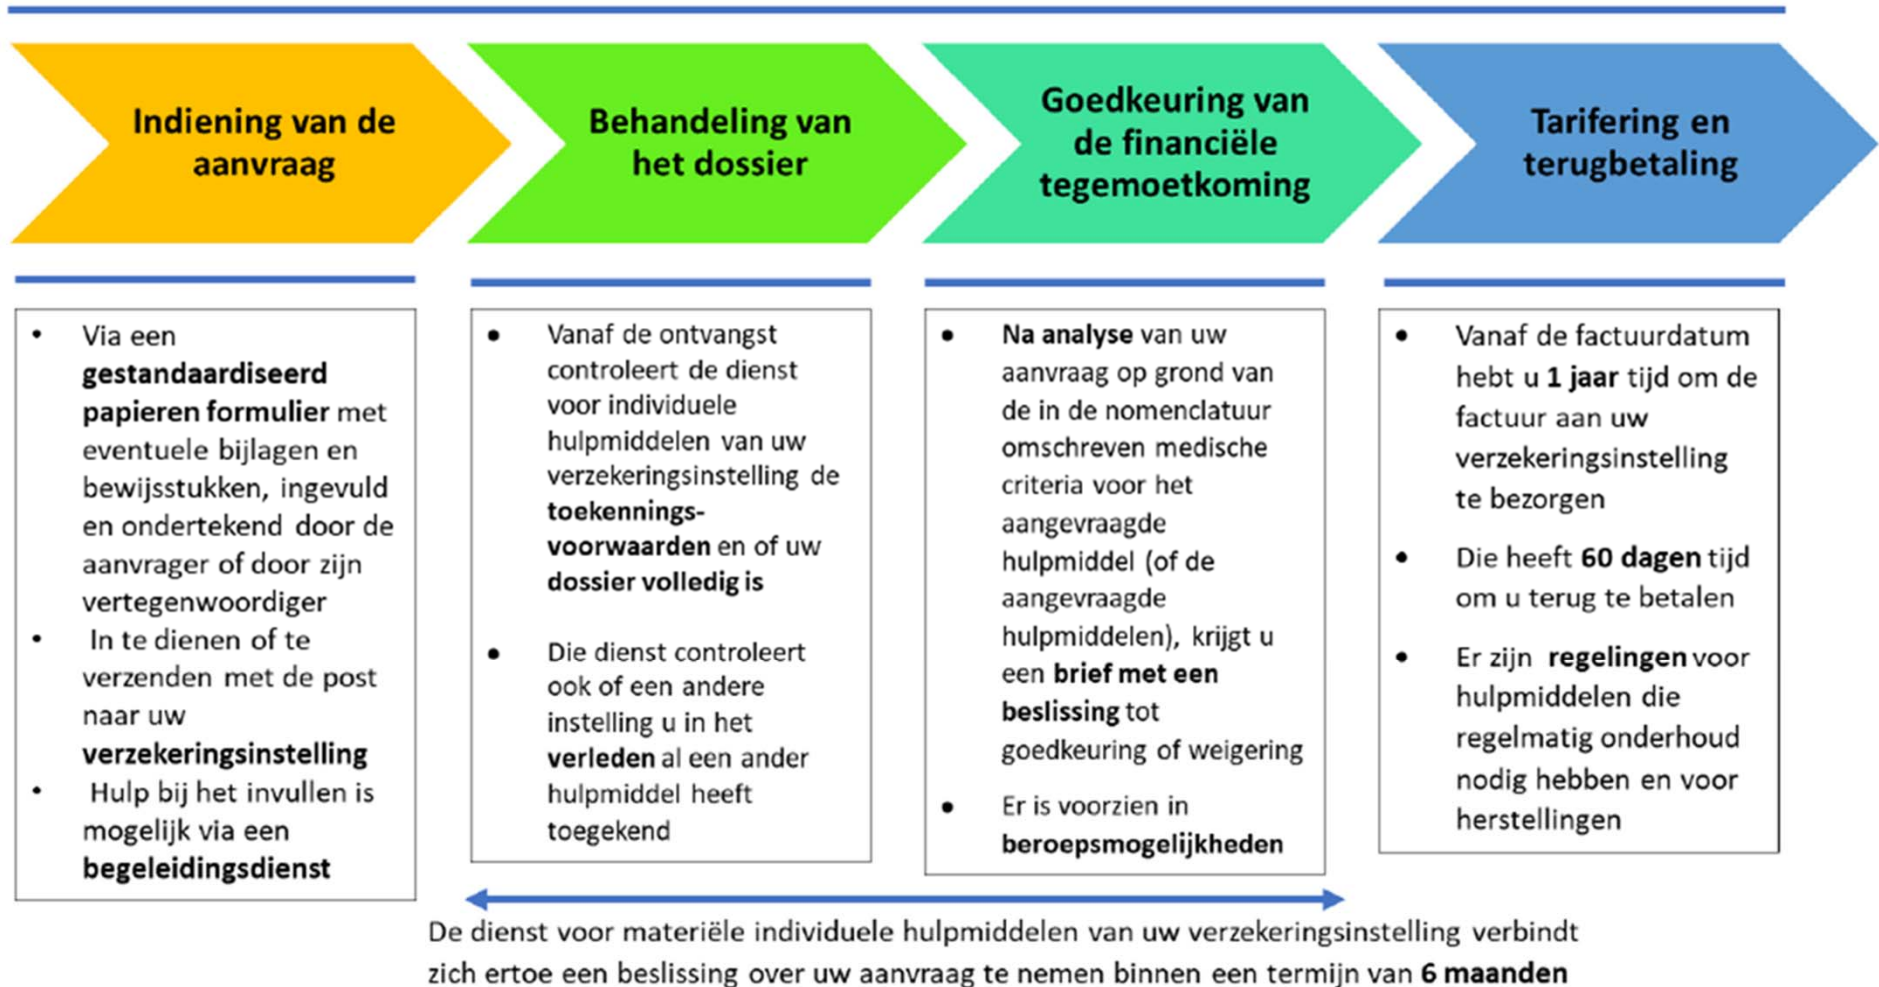 Indiening van de
aanvraag
Behandeling van
het dossier
Goedkeuring van
de financiële
tegemoetkoming
Tarifering en
terugbetaling
• Via een
gestandaardiseerd
papieren formulier met
eventuele bijlagen en
bewijsstukken, ingevuld
en ondertekend door de
aanvrager of door zijn
vertegenwoordiger
• In te dienen of te
verzenden met de post
naar uw
verzekeringsinstelling
• Hulp bij het invullen is
mogelijk via een
begeleidingsdienst
• Vanaf de ontvangst
controleert de dienst
voor individuele
hulpmiddelen van uw
verzekeringsinstelling de
toekennings-
voorwaarden en of uw
dossier volledig is
• Die dienst controleert
ook of een andere
instelling u in het
verleden al een ander
hulpmiddel heeft
toegekend
• Na analyse van uw
aanvraag op grond van
de in de nomenclatuur
omschreven medische
criteria voor het
aangevraagde
hulpmiddel (of de
aangevraagde
hulpmiddelen), krijgt u
een brief met een
beslissing tot
goedkeuring of weigering
• Er is voorzien in
beroepsmogelijkheden
• Vanaf de factuurdatum
hebt u 1 jaar tijd om de
factuur aan uw
verzekeringsinstelling
te bezorgen
• Die heeft 60 dagen tijd
om u terug te betalen
• Er zijn regelingen voor
hulpmiddelen die
regelmatig onderhoud
nodig hebben en voor
herstellingen
De dienst voor materiële individuele hulpmiddelen van uw verzekeringsinstelling verbindt
zich ertoe een beslissing over uw aanvraag te nemen binnen een termijn van 6 maanden